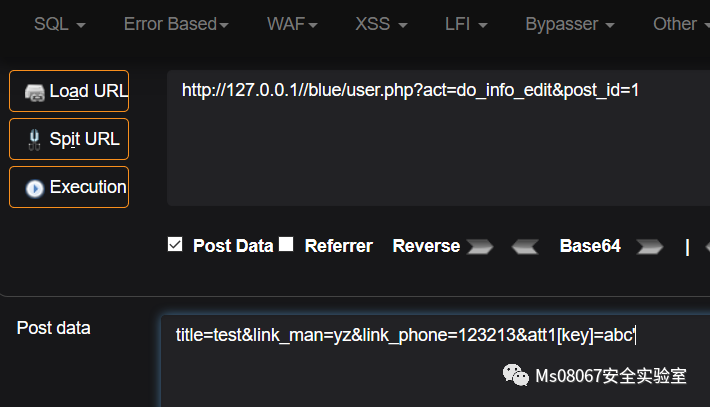 SQL Error Based WAF XSS LFI Bypasser Other
Load URL
http://127.0.0.1//blue/user.php?act=do_info_edit&post_id=1
Spit URL
Execution
Post Data Referrer Reverse Base64 |
Post data
title=test&link_man=yz&link_phone=123213&att1[key]=abc'
Ms08067安全实验室